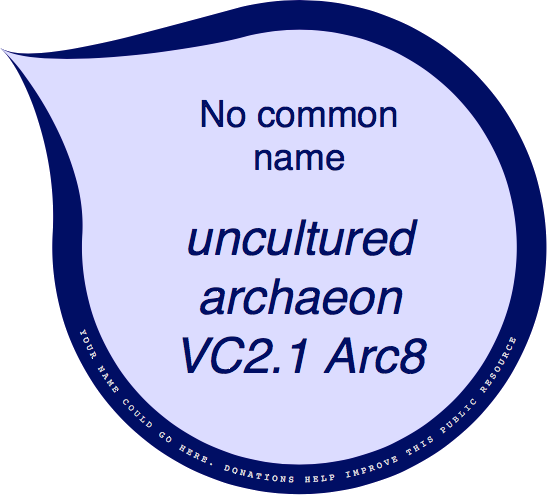 No common
name
uncultured
archaeon
VC2.1 Arc8
YOUR NAME COULD GO HERE. DONATIONS HELP IMPROVE THIS PUBLIC RESOURCE